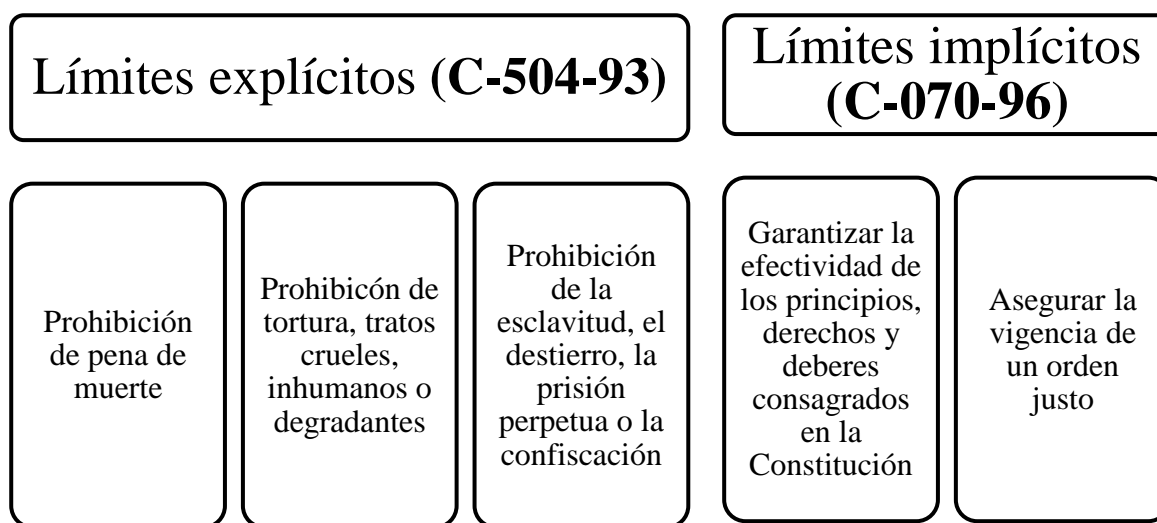 Límites explícitos (C-504-93)
Prohibición
de pena de
muerte
Prohibicón de
tortura, tratos
crueles,
inhumanos o
degradantes
Prohibición
de la
esclavitud, el
destierro, la
prisión
perpetua o la
confiscación
Límites implícitos
(C-070-96)
Garantizar la
efectividad de
los principios,
derechos y
deberes
consagrados
en la
Constitución
Asegurar la
vigencia de
un orden
justo